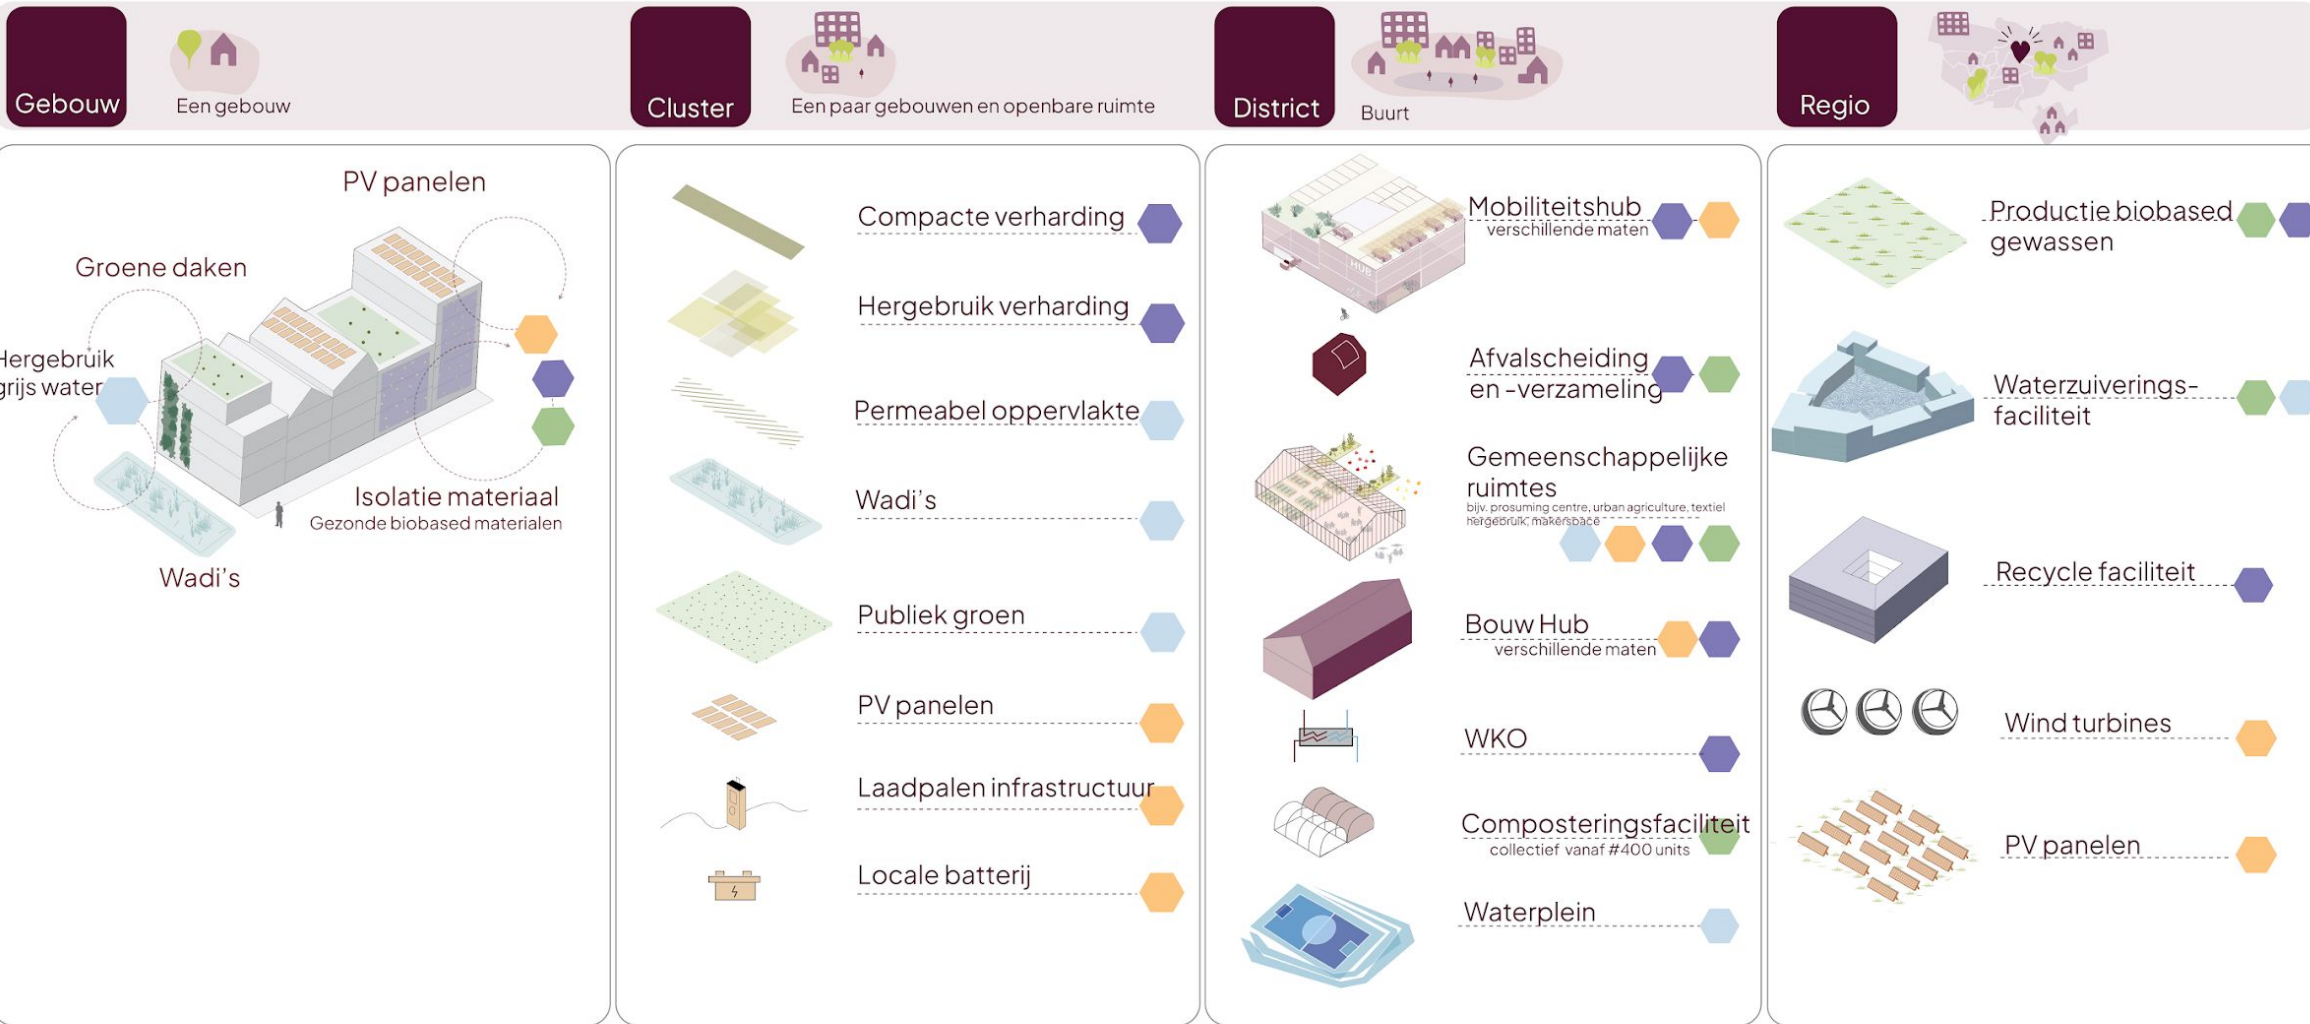 Gebouw
Een gebouw
Cluster
Een paar gebouwen en openbare ruimte
District
Buurt
Regio
PV panelen
Groene daken
Hergebruik
grijs water
Isolatie materiaal
Gezonde biobased materialen
Wadi's
Compacte verharding
Hergebruik verharding
Permeabel oppervlakte
Wadi's
Publiek groen
PV panelen
Laadpalen infrastructuur
Locale batterij
HUB
Mobiliteitshub
verschillende maten
Afvalscheiding
en -verzameling
Gemeenschappelijke
ruimtes
bijv. prosuming centre, urban agriculture, textiel
hergebruik, makerspace
Bouw Hub
verschillende maten
WKO
Composteringsfaciliteit
collectief vanaf #400 units
Waterplein
Productie biobased
gewassen
Waterzuiverings-
faciliteit
Recycle faciliteit
Wind turbines
PV panelen